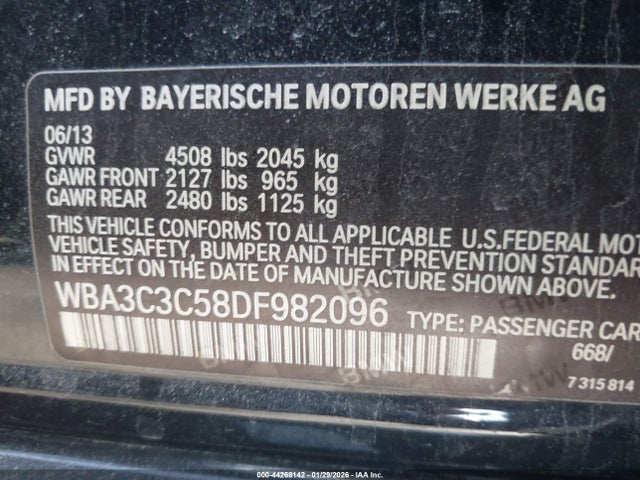 MFD BY BAYERISCHE MOTOREN WERKE AG
06/13
GVWR 4508 lbs 2045 kg
GAWR FRONT 2127 lbs 965 kg
GAWR REAR 2480 lbs 1125 kg
THIS VEHICLE CONFORMS TO ALL APPLICABLE U.S.FEDERAL MOT
VEHICLE SAFETY, BUMPER AND THEFT PREVENTION STANDAR
IN EFFECT ON THE DATE OF MANUFACTURE SHOWN ABOVE.
WBA3C3C58DF982096 TYPE: PASSENGER CAR
668/
7 315 814
000-44268142 - 01/29/2026 - IAA Inc.